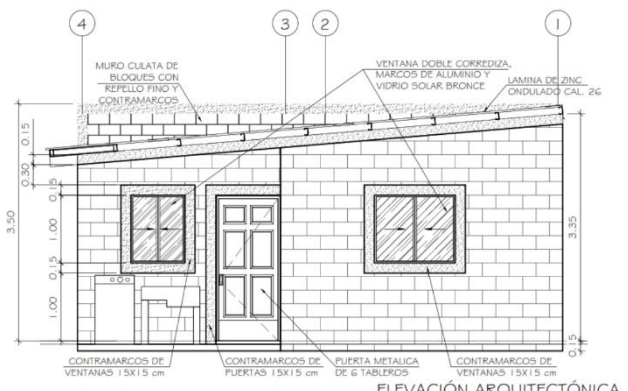 4
3
2
1
MURO CULATA DE
BLOQUES CON
REPELLO FINO Y
CONTRAMARCOS
VENTANA DOBLE CORREDIZA,
MARCOS DE ALUMINIO Y
VIDRIO SOLAR BRONCE
LAMINA DE ZINC
ONDULADO CAL. 26
0.15
0.30
0.15
1.00
0.15
1.00
3.50
3.35
0.15
CONTRAMARCOS DE
VENTANAS 15X15 cm
CONTRAMARCOS DE
PUERTAS 15X15 cm
PUERTA METALICA
DE 6 TABLEROS
CONTRAMARCOS DE
VENTANAS 15X15 cm
ELEVACIÓN ARQUITECTÓNICA